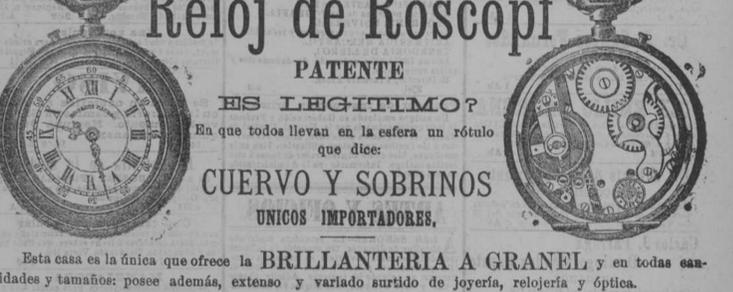 Reloj de Roscopf
PATENTE
ES LEGITIMO?
En que todos llevan en la esfera un rótulo
que dice:
CUERVO Y SOBRINOS
UNICOS IMPORTADORES.
Esta casa es la única que ofrece la BRILLANTERIA A GRANEL y en todas can-
idades y tamaños: posee además, extenso y variado surtido de joyería, relojería y óptica.